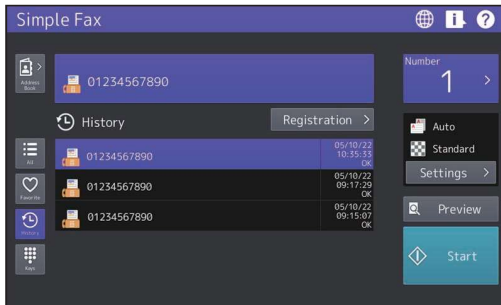 Simple Fax
Address
Book
01234567890
Number
1
History
Registration
All
01234567890
05/10/22
10:35:33
OK
Favorite
01234567890
05/10/22
09:17:29
OK
History
01234567890
05/10/22
09:15:07
OK
Keys
Auto
Standard
Settings
Preview
Start